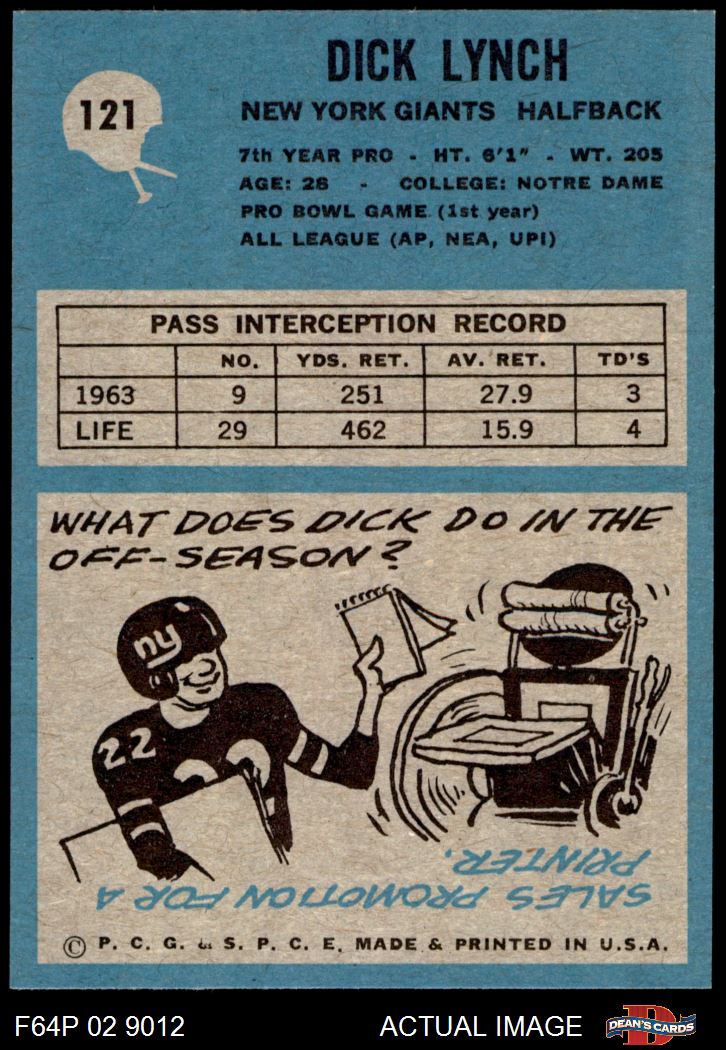 DICK LYNCH
121
NEW YORK GIANTS HALFBACK
7th YEAR PRO - HT. 6'1" - WT. 205
AGE: 28 - COLLEGE: NOTRE DAME
PRO BOWL GAME (1st year)
ALL LEAGUE (AP, NEA, UPI)
PASS INTERCEPTION RECORD
NO. YDS. RET. AV. RET. TD'S
1963 9 251 27.9 3
LIFE 29 462 15.9 4
WHAT DOES DICK DO IN THE
OFF-SEASON?
ny
22
22
SALES PROMOTION FOR A
PRINTER.
© P. C. G. & S. P. C. E. MADE & PRINTED IN U.S.A.
F64P 02 9012 ACTUAL IMAGE
D
DEAN'S CARDS